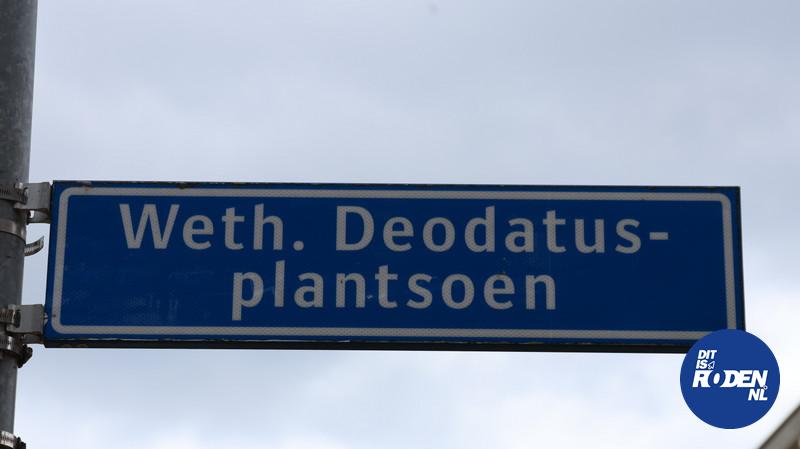 Weth. Deodatus-
plantsoen
DIT
IS
RODEN
.NL